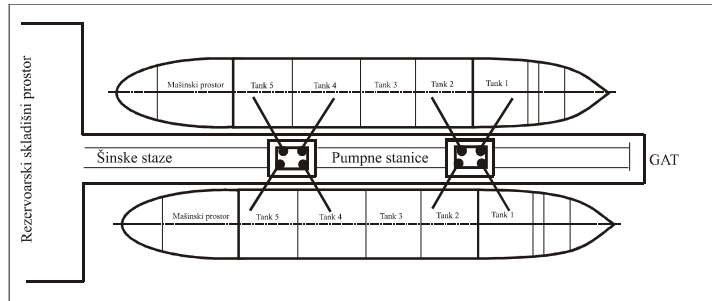 Rezervoarski skladišni prostor
Mašinski prostor
Tank 5
Tank 4
Tank 3
Tank 2
Tank 1
Šinske staze
Pumpne stanice
GAT
Mašinski prostor
Tank 5
Tank 4
Tank 3
Tank 2
Tank 1